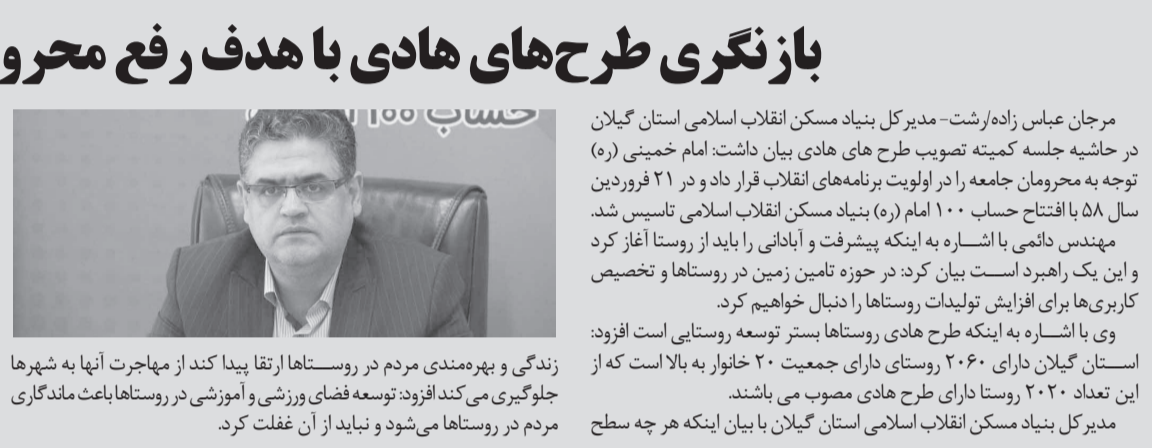 بازنگری طرح‌های هادی با هدف رفع محرو
مرجان عباس زاده/رشت- مدیرکل بنیاد مسکن انقلاب اسلامی استان گیلان
در حاشیه جلسه کمیته تصویب طرح های هادی بیان داشت: امام خمینی (ره)
توجه به محرومان جامعه را در اولویت برنامه‌های انقلاب قرار داد و در ۲۱ فروردین
سال ۵۸ با افتتاح حساب ۱۰۰ امام (ره) بنیاد مسکن انقلاب اسلامی تاسیس شد.
مهندس دائمی با اشاره به اینکه پیشرفت و آبادانی را باید از روستا آغاز کرد
و این یک راهبرد است بیان کرد: در حوزه تامین زمین در روستاها و تخصیص
کاربری‌ها برای افزایش تولیدات روستاها را دنبال خواهیم کرد.
وی با اشاره به اینکه طرح هادی روستاها بستر توسعه روستایی است افزود:
استان گیلان دارای ۲۰۶۰ روستای دارای جمعیت ۲۰ خانوار به بالا است که از
این تعداد ۲۰۲۰ روستا دارای طرح هادی مصوب می باشند.
مدیرکل بنیاد مسکن انقلاب اسلامی استان گیلان با بیان اینکه هر چه سطح
حساب ۱۰۰
زندگی و بهره‌مندی مردم در روستاها ارتقا پیدا کند از مهاجرت آنها به شهرها
جلوگیری می‌کند افزود: توسعه فضای ورزشی و آموزشی در روستاها باعث ماندگاری
مردم در روستاها می‌شود و نباید از آن غفلت کرد.